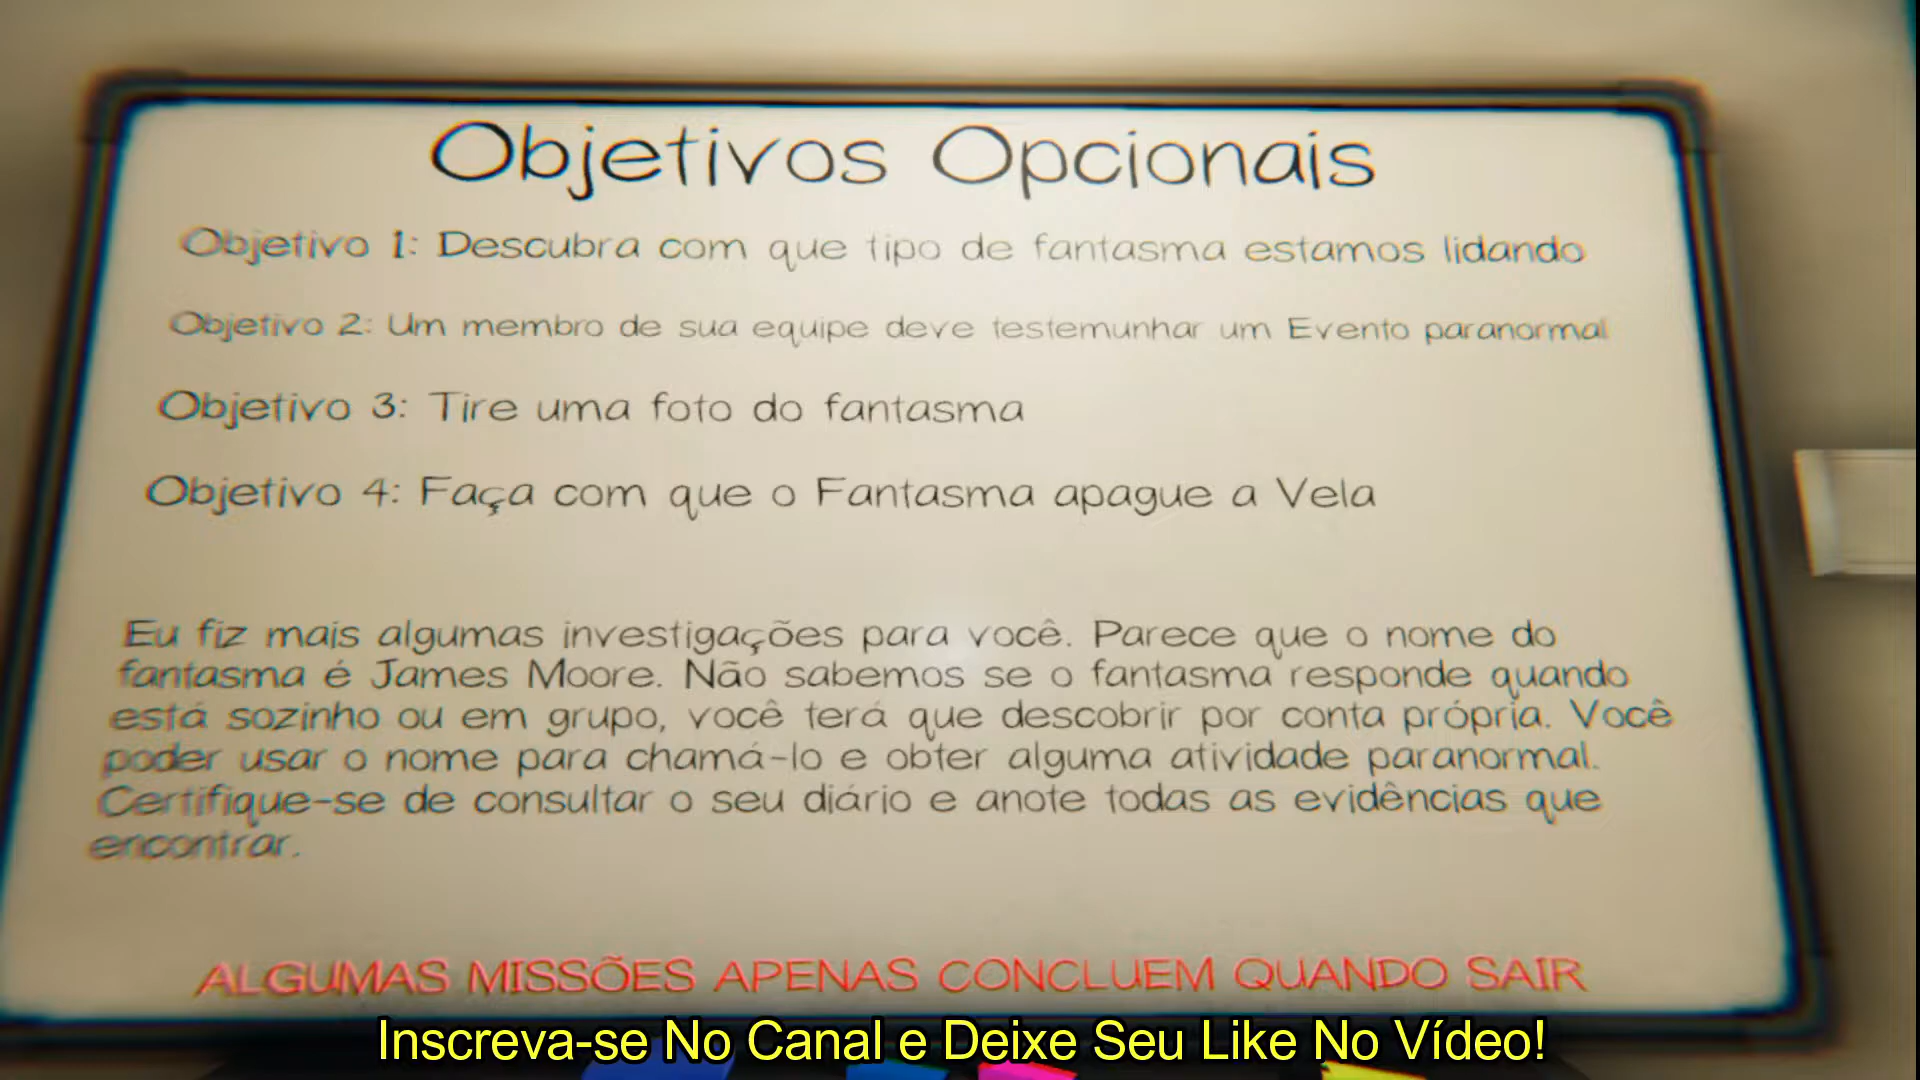 Objetivos Opcionais
Objetivo 1: Descubra com que tipo de fantasma estamos lidando
Objetivo 2: Um membro de sua equipe deve testemunhar um Evento paranormal
Objetivo 3: Tire uma foto do fantasma
Objetivo 4: Faça com que o Fantasma apague a Vela
Eu fiz mais algumas investigações para você. Parece que o nome do
fantasma é James Moore. Não sabemos se o fantasma responde quando
está sozinho ou em grupo, você terá que descobrir por conta própria. Você
poder usar o nome para chamá-lo e obter alguma atividade paranormal.
Certifique-se de consultar o seu diário e anote todas as evidências que
encontrar.
ALGUMAS MISSÕES APENAS CONCLUEM QUANDO SAIR
Inscreva-se No Canal e Deixe Seu Like No Vídeo!